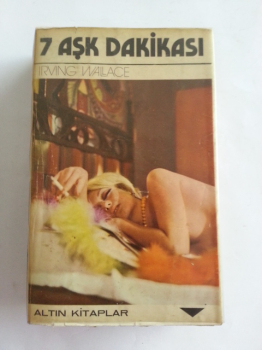 7 AŞK DAKİKASI
IRVING WALLACE
ALTIN KİTAPLAR